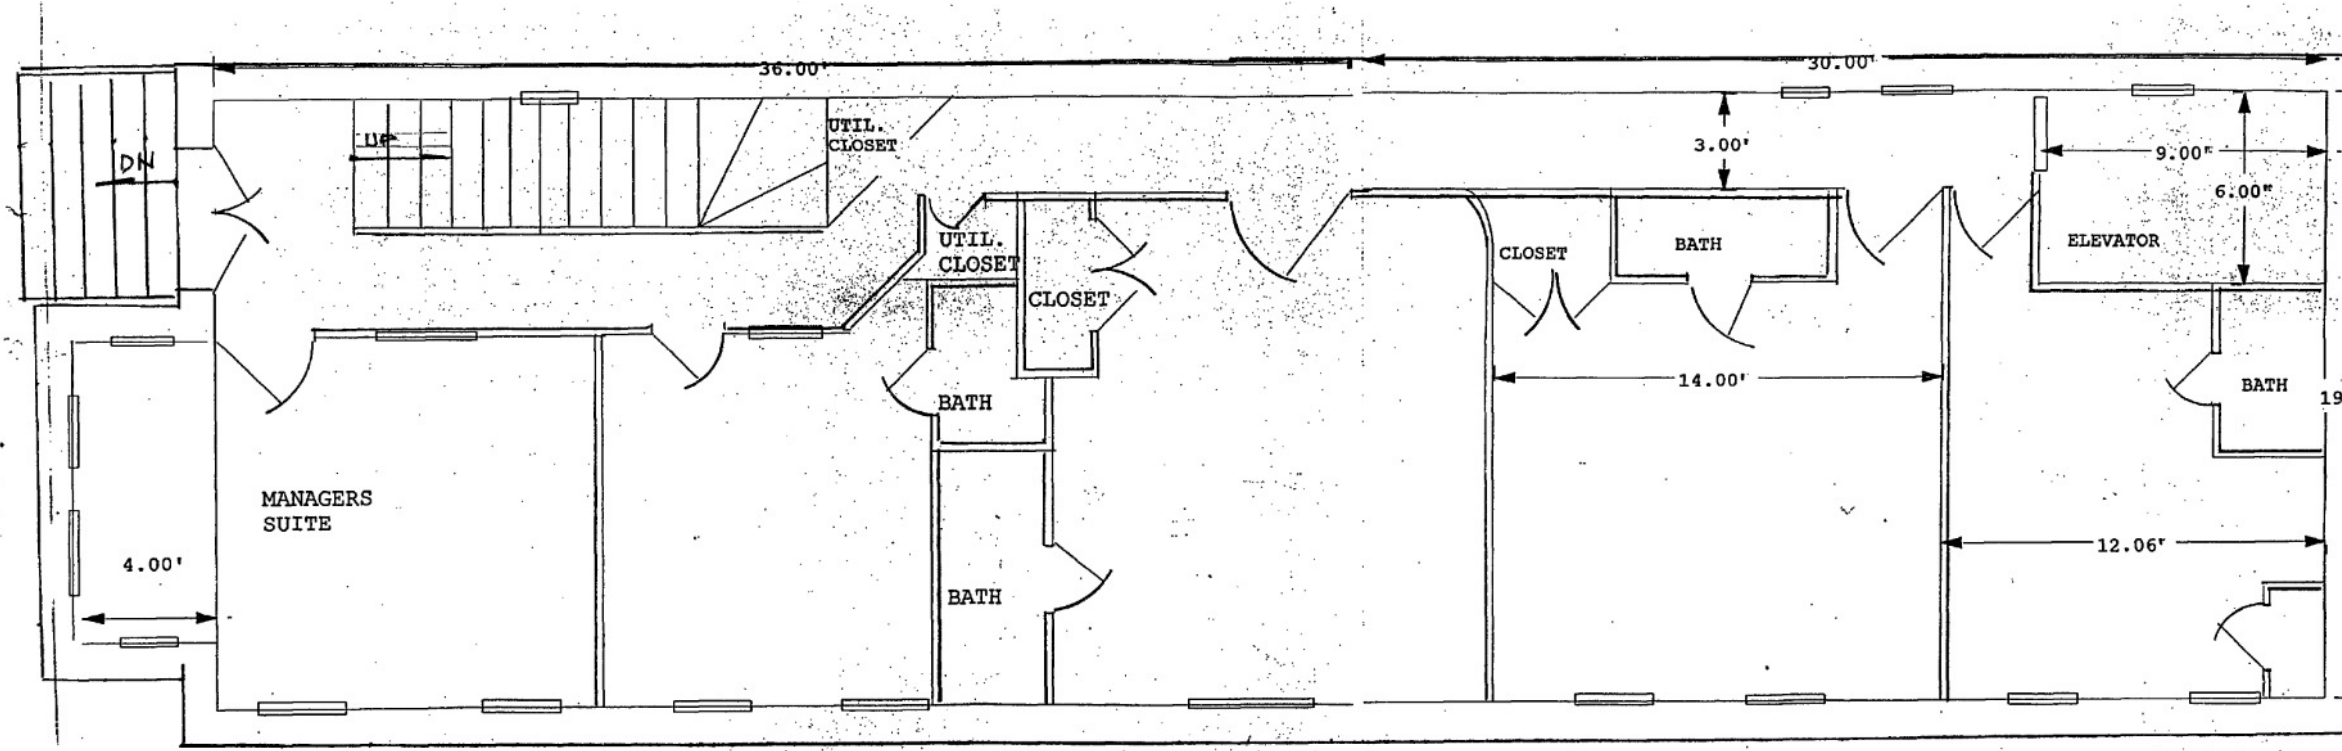 36.00'
30.00'
UP
UTIL.
CLOSET
DN
3.00'
9.00"
6.00"
UTIL.
CLOSET
CLOSET
BATH
ELEVATOR
CLOSET
14.00'
BATH
BATH
19
MANAGERS
SUITE
4.00'
12.06'
BATH